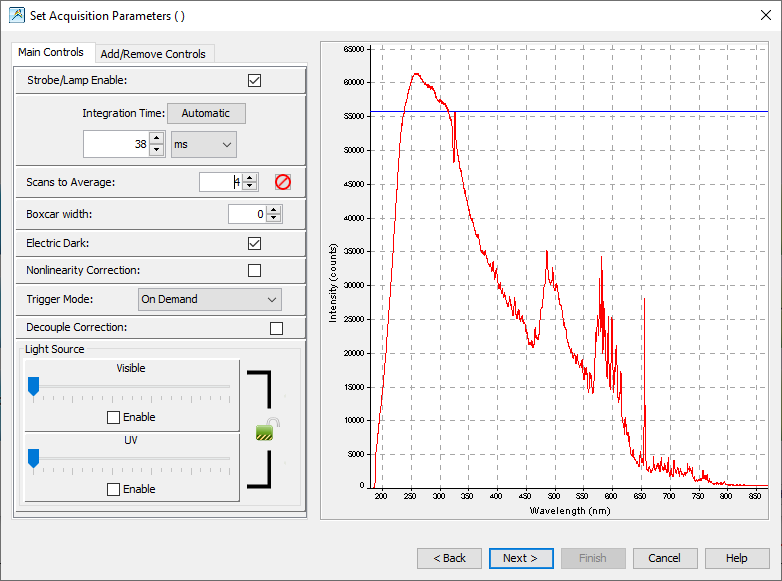 Set Acquisition Parameters ( )
Main Controls
Add/Remove Controls
Strobe/Lamp Enable:
Integration Time: Automatic
38 ms
Scans to Average: 4
Boxcar width: 0
Electric Dark:
Nonlinearity Correction:
Trigger Mode: On Demand
Decouple Correction:
Light Source
Visible
Enable
UV
Enable
65000
60000
55000
50000
45000
40000
35000
30000
25000
20000
15000
10000
5000
0
Intensity (counts)
200 250 300 350 400 450 500 550 600 650 700 750 800 850
Wavelength (nm)
< Back Next > Finish Cancel Help